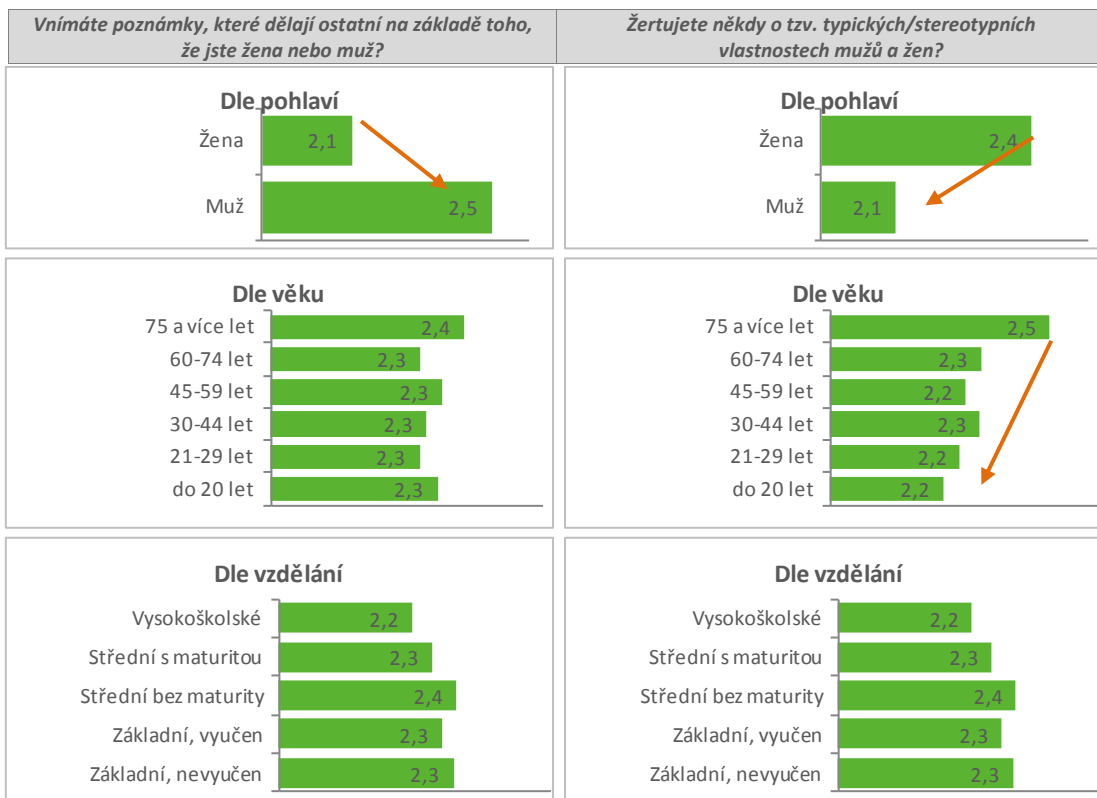 Vnímáte poznámky, které dělají ostatní na základě toho,
že jste žena nebo muž?
Žertujete někdy o tzv. typických/stereotypních
vlastnostech mužů a žen?
Dle pohlaví
Žena 2,1
Muž 2,5
Dle pohlaví
Žena 2,4
Muž 2,1
Dle věku
75 a více let 2,4
60-74 let 2,3
45-59 let 2,3
30-44 let 2,3
21-29 let 2,3
do 20 let 2,3
Dle věku
75 a více let 2,5
60-74 let 2,3
45-59 let 2,2
30-44 let 2,3
21-29 let 2,2
do 20 let 2,2
Dle vzdělání
Vysokoškolské 2,2
Střední s maturitou 2,3
Střední bez maturity 2,4
Základní, vyučen 2,3
Základní, nevyučen 2,3
Dle vzdělání
Vysokoškolské 2,2
Střední s maturitou 2,3
Střední bez maturity 2,4
Základní, vyučen 2,3
Základní, nevyučen 2,3